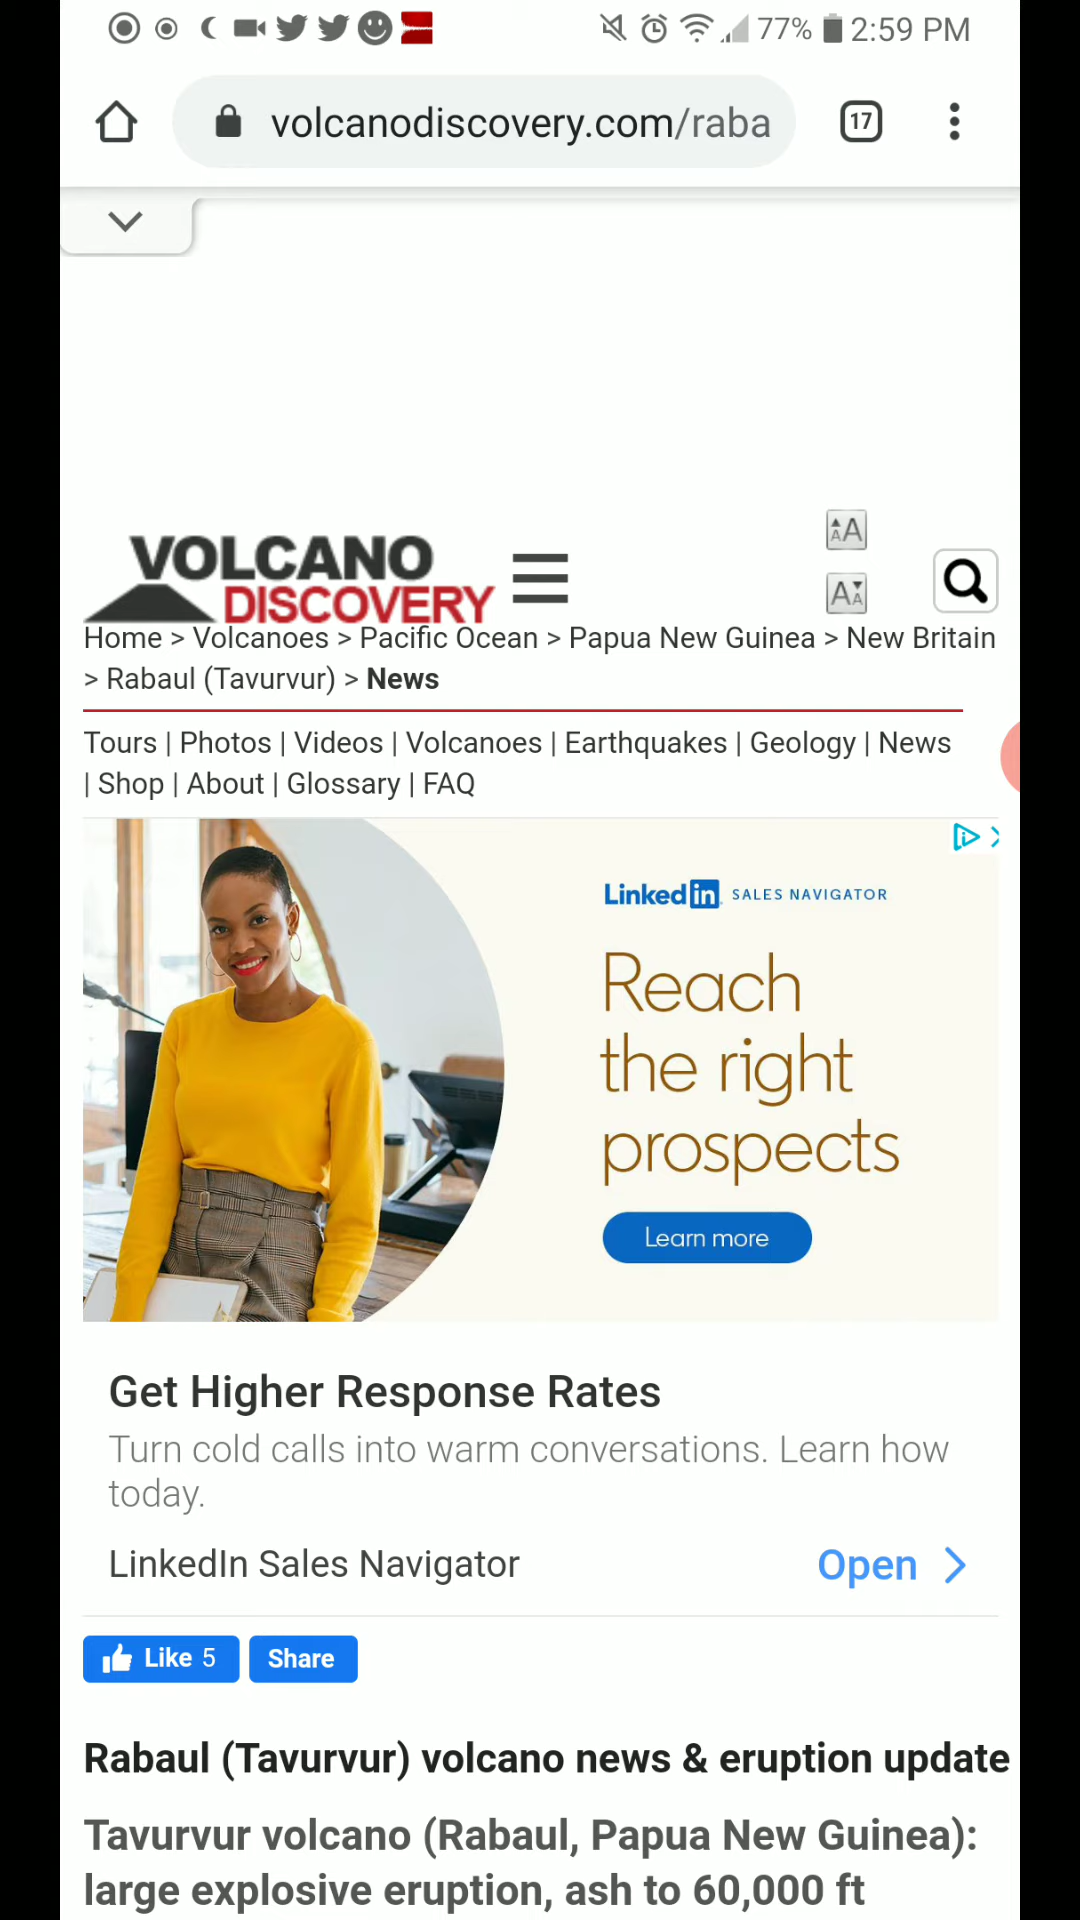 77% 2:59 PM
volcanodiscovery.com/raba
17
AA
VOLCANO
DISCOVERY
AA
Home > Volcanoes > Pacific Ocean > Papua New Guinea > New Britain
> Rabaul (Tavurvur) > News
Tours | Photos | Videos | Volcanoes | Earthquakes | Geology | News
| Shop | About | Glossary | FAQ
Linked in SALES NAVIGATOR
Reach
the right
prospects
Learn more
Get Higher Response Rates
Turn cold calls into warm conversations. Learn how
today.
LinkedIn Sales Navigator Open >
Like 5 Share
Rabaul (Tavurvur) volcano news & eruption update
Tavurvur volcano (Rabaul, Papua New Guinea):
large explosive eruption, ash to 60,000 ft